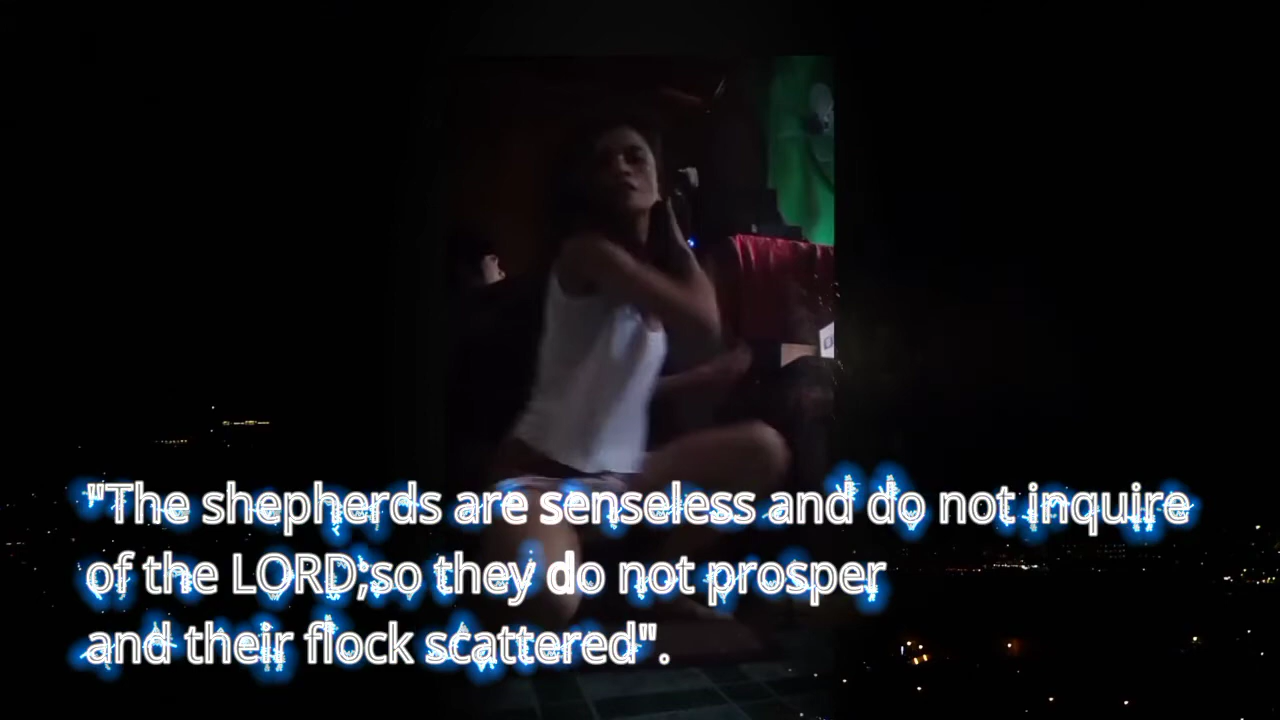 "The shepherds are senseless and do not inquire
of the LORD;so they do not prosper
and their flock scattered".